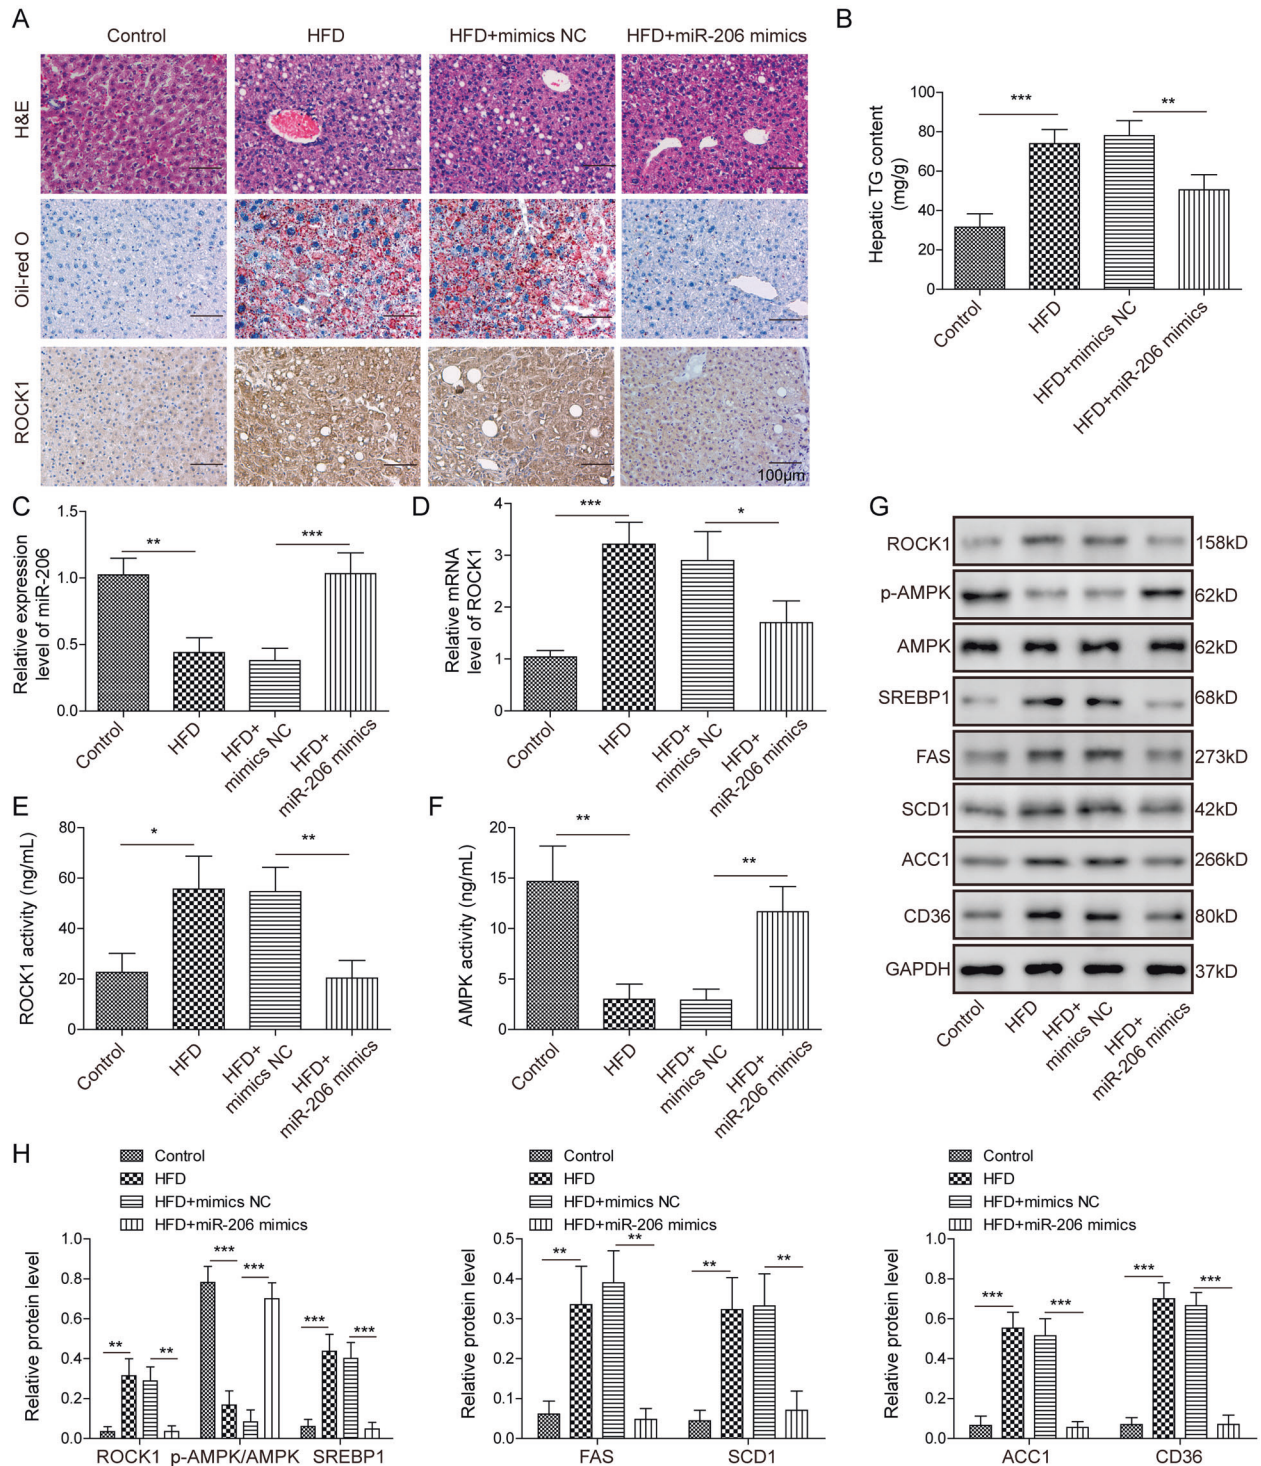 A
Control
HFD
HFD+mimics NC
HFD+miR-206 mimics
H&E
Oil-red O
ROCK1
100μm
B
Hepatic TG content
(mg/g)
100
80
60
40
20
0
***
**
Control
HFD
HFD+mimics NC
HFD+miR-206 mimics
C
Relative expression
level of miR-206
1.5
1.0
0.5
0.0
**
***
Control
HFD
HFD+
mimics NC
HFD+
miR-206 mimics
D
Relative mRNA
level of ROCK1
4
3
2
1
0
***
*
Control
HFD
HFD+
mimics NC
HFD+
miR-206 mimics
E
ROCK1 activity (ng/mL)
80
60
40
20
0
*
**
Control
HFD
HFD+
mimics NC
HFD+
miR-206 mimics
F
AMPK activity (ng/mL)
20
15
10
5
0
**
**
Control
HFD
HFD+
mimics NC
HFD+
miR-206 mimics
G
ROCK1 158kD
p-AMPK 62kD
AMPK 62kD
SREBP1 68kD
FAS 273kD
SCD1 42kD
ACC1 266kD
CD36 80kD
GAPDH 37kD
Control
HFD
HFD+
mimics NC
HFD+
miR-206 mimics
H
Control
HFD
HFD+mimics NC
HFD+miR-206 mimics
Relative protein level
1.0
0.8
0.6
0.4
0.2
0.0
**
**
***
***
***
***
ROCK1 p-AMPK/AMPK SREBP1
Control
HFD
HFD+mimics NC
HFD+miR-206 mimics
Relative protein level
0.5
0.4
0.3
0.2
0.1
0.0
**
**
**
**
FAS SCD1
Control
HFD
HFD+mimics NC
HFD+miR-206 mimics
Relative protein level
1.0
0.8
0.6
0.4
0.2
0.0
***
***
***
***
ACC1 CD36